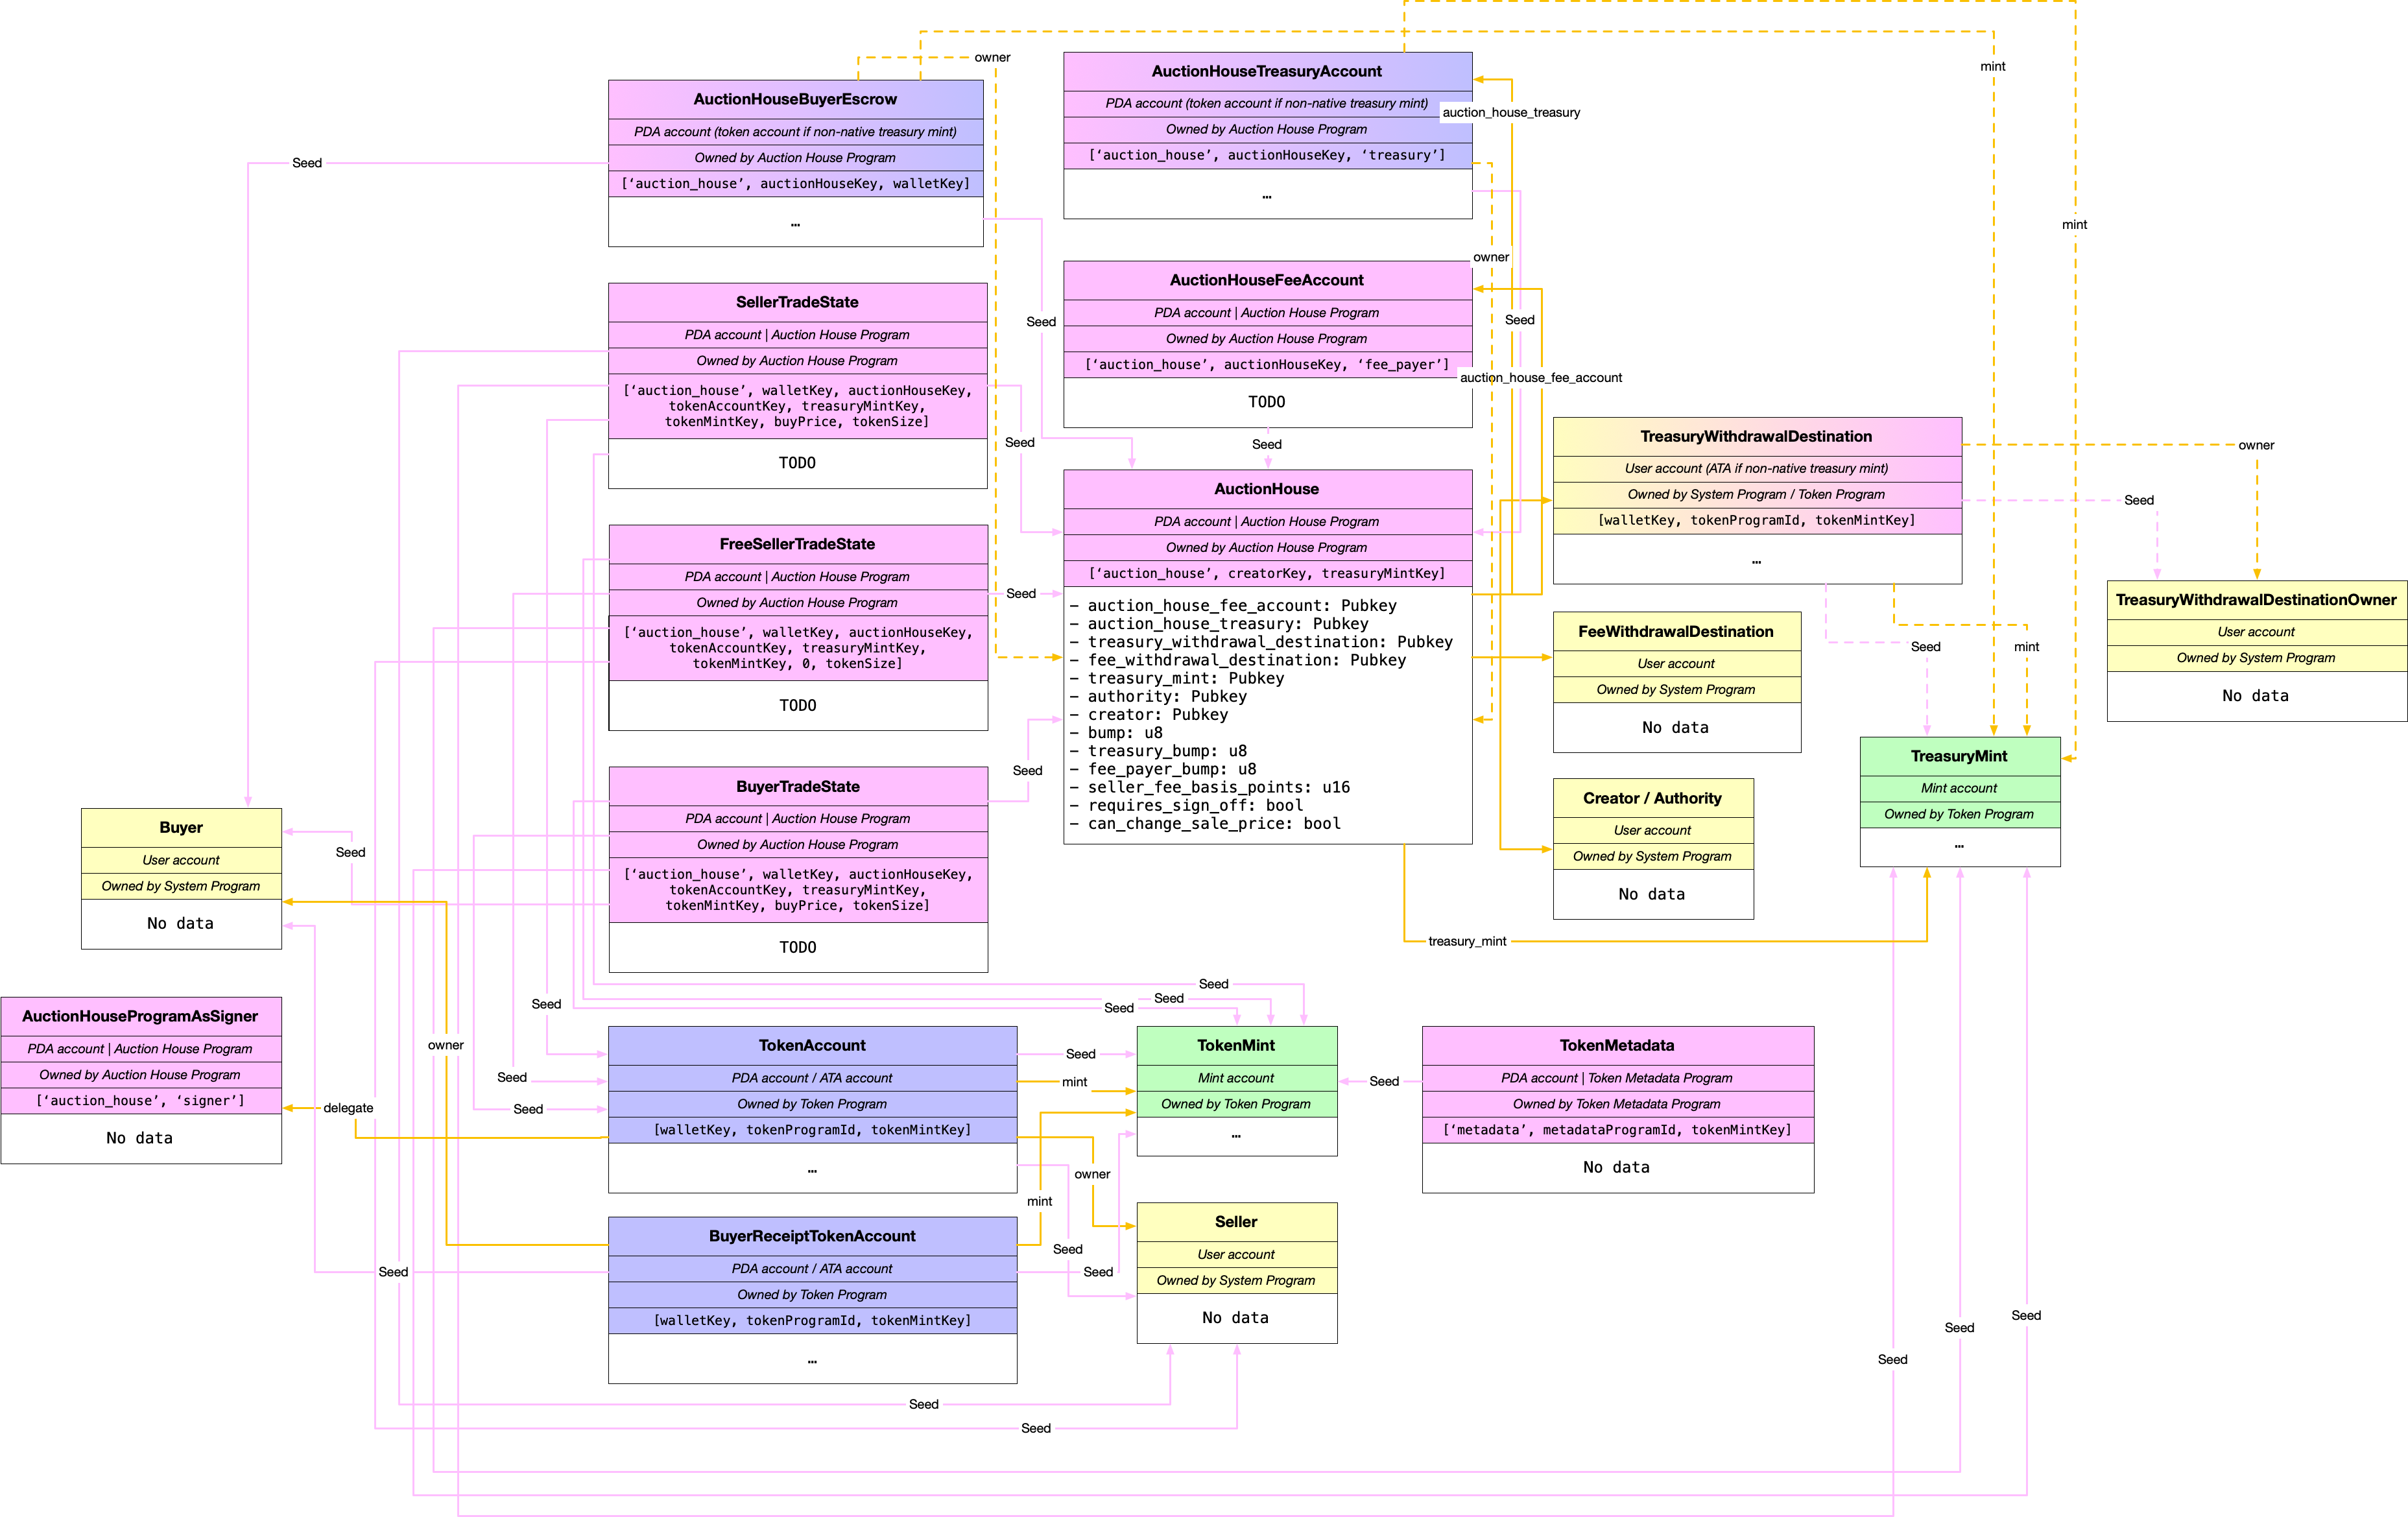 owner
mint
mint
AuctionHouseBuyerEscrow
PDA account (token account if non-native treasury mint)
Owned by Auction House Program
[‘auction_house’, auctionHouseKey, walletKey]
…
Seed
Seed
AuctionHouseTreasuryAccount
PDA account (token account if non-native treasury mint)
Owned by Auction House Program
[‘auction_house’, auctionHouseKey, ‘treasury’]
…
auction_house_treasury
owner
Seed
SellerTradeState
PDA account | Auction House Program
Owned by Auction House Program
[‘auction_house’, walletKey, auctionHouseKey,
tokenAccountKey, treasuryMintKey,
tokenMintKey, buyPrice, tokenSize]
TODO
Seed
AuctionHouseFeeAccount
PDA account | Auction House Program
Owned by Auction House Program
[‘auction_house’, auctionHouseKey, ‘fee_payer’]
TODO
auction_house_fee_account
Seed
TreasuryWithdrawalDestination
User account (ATA if non-native treasury mint)
Owned by System Program / Token Program
[walletKey, tokenProgramId, tokenMintKey]
…
owner
Seed
Seed
mint
FreeSellerTradeState
PDA account | Auction House Program
Owned by Auction House Program
[‘auction_house’, walletKey, auctionHouseKey,
tokenAccountKey, treasuryMintKey,
tokenMintKey, 0, tokenSize]
TODO
Seed
AuctionHouse
PDA account | Auction House Program
Owned by Auction House Program
[‘auction_house’, creatorKey, treasuryMintKey]
– auction_house_fee_account: Pubkey
– auction_house_treasury: Pubkey
– treasury_withdrawal_destination: Pubkey
– fee_withdrawal_destination: Pubkey
– treasury_mint: Pubkey
– authority: Pubkey
– creator: Pubkey
– bump: u8
– treasury_bump: u8
– fee_payer_bump: u8
– seller_fee_basis_points: u16
– requires_sign_off: bool
– can_change_sale_price: bool
FeeWithdrawalDestination
User account
Owned by System Program
No data
TreasuryWithdrawalDestinationOwner
User account
Owned by System Program
No data
TreasuryMint
Mint account
Owned by Token Program
…
Creator / Authority
User account
Owned by System Program
No data
BuyerTradeState
PDA account | Auction House Program
Owned by Auction House Program
[‘auction_house’, walletKey, auctionHouseKey,
tokenAccountKey, treasuryMintKey,
tokenMintKey, buyPrice, tokenSize]
TODO
Seed
Buyer
User account
Owned by System Program
No data
Seed
treasury_mint
Seed
Seed
Seed
Seed
AuctionHouseProgramAsSigner
PDA account | Auction House Program
Owned by Auction House Program
[‘auction_house’, ‘signer’]
No data
owner
delegate
Seed
Seed
TokenAccount
PDA account / ATA account
Owned by Token Program
[walletKey, tokenProgramId, tokenMintKey]
…
Seed
mint
owner
mint
Seed
Seed
TokenMint
Mint account
Owned by Token Program
…
Seed
TokenMetadata
PDA account | Token Metadata Program
Owned by Token Metadata Program
[‘metadata’, metadataProgramId, tokenMintKey]
No data
BuyerReceiptTokenAccount
PDA account / ATA account
Owned by Token Program
[walletKey, tokenProgramId, tokenMintKey]
…
Seed
Seller
User account
Owned by System Program
No data
Seed
Seed
Seed
Seed
Seed